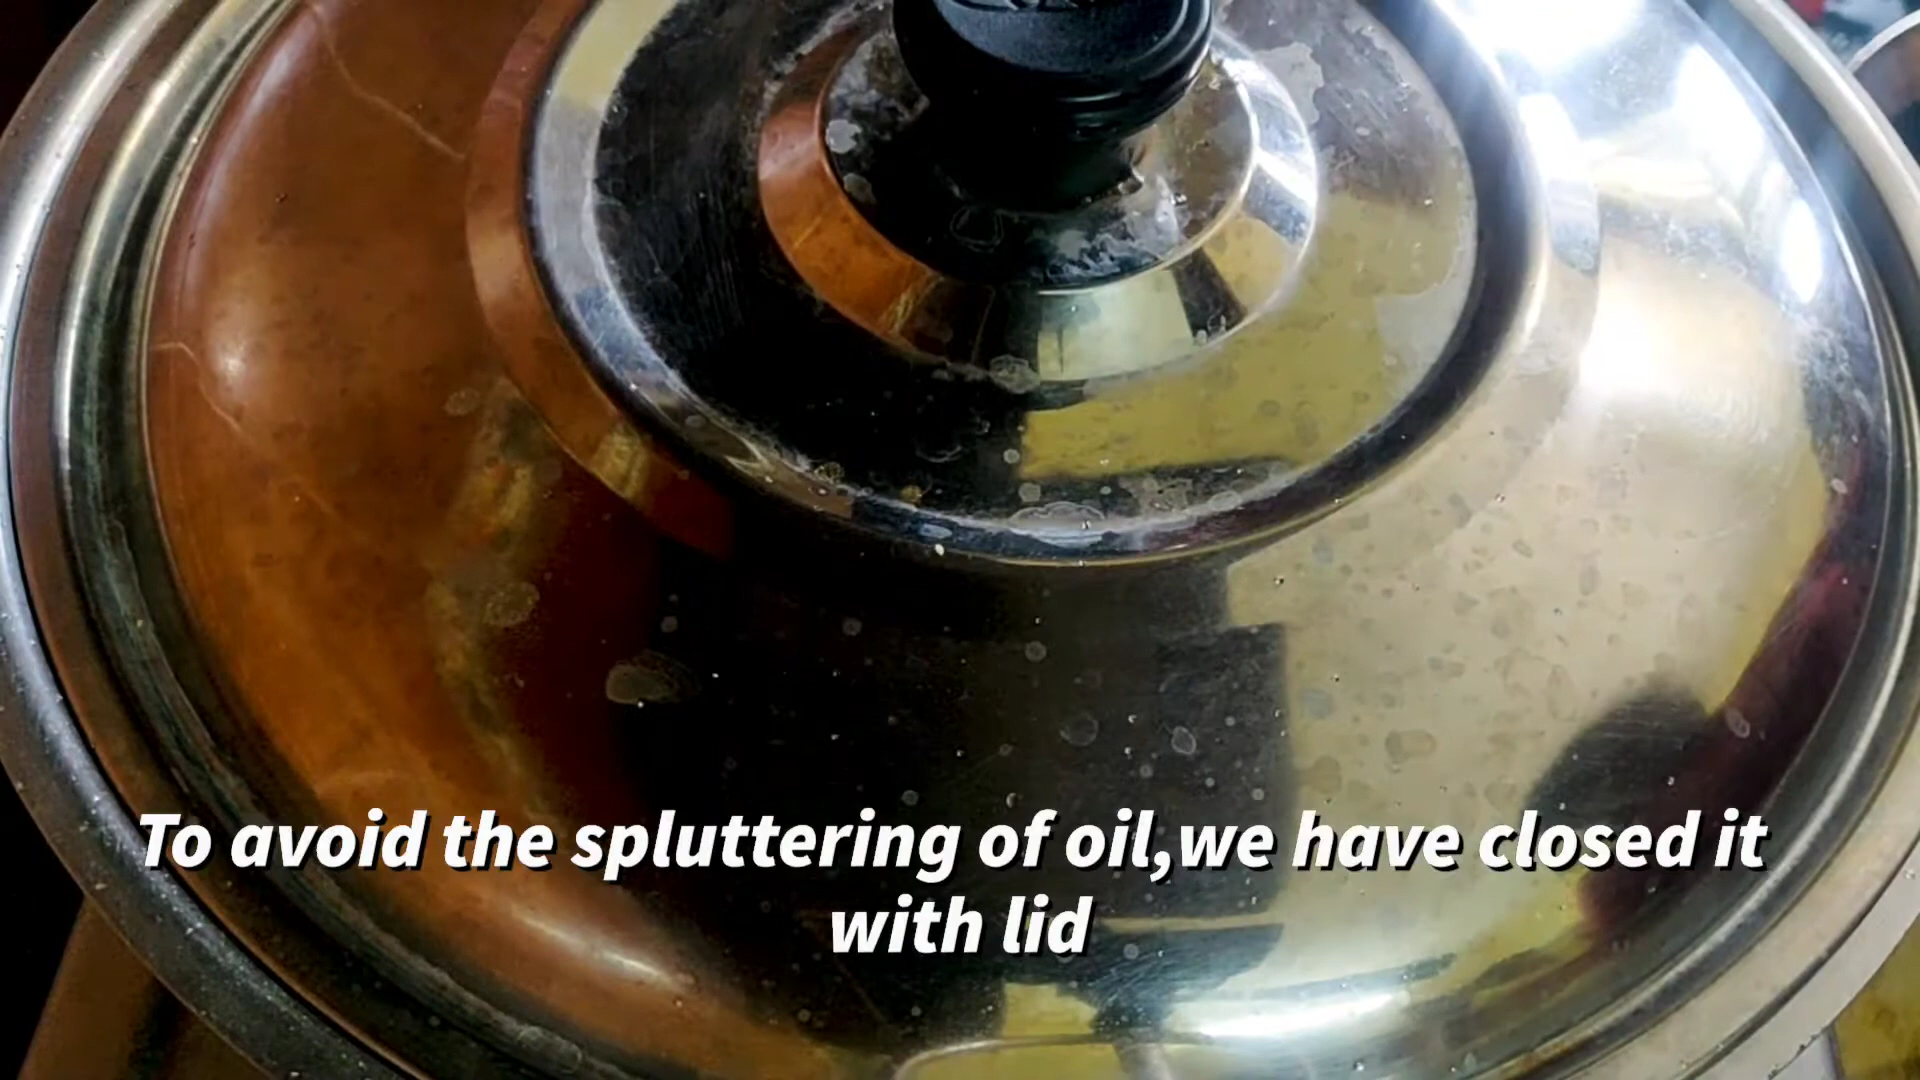 To avoid the spluttering of oil,we have closed it
with lid